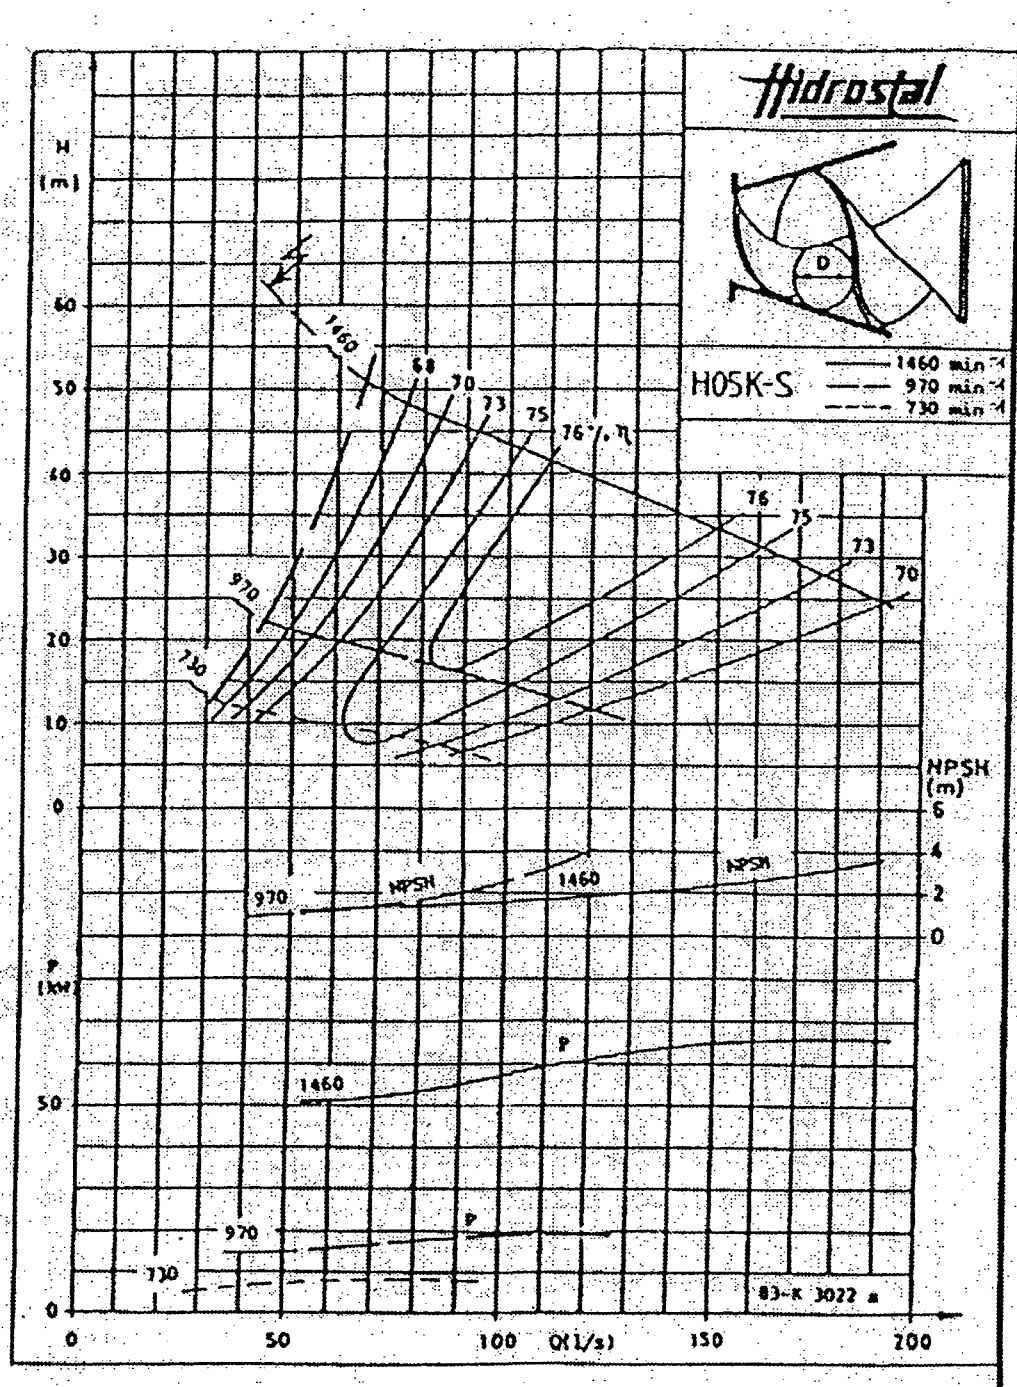 Hidrostal
H
(m)
D
60
1460
H05K-S
1460 min⁻¹
970 min⁻¹
730 min⁻¹
50
68
70
73
75
76%, η
40
76
75
73
70
30
970
20
730
10
NPSH
(m)
0
6
4
2
0
970
NPSH
1460
NPSH
P
(kW)
P
1460
50
970
P
730
83-K 3022 a
0
0
50
100
Q(l/s)
150
200